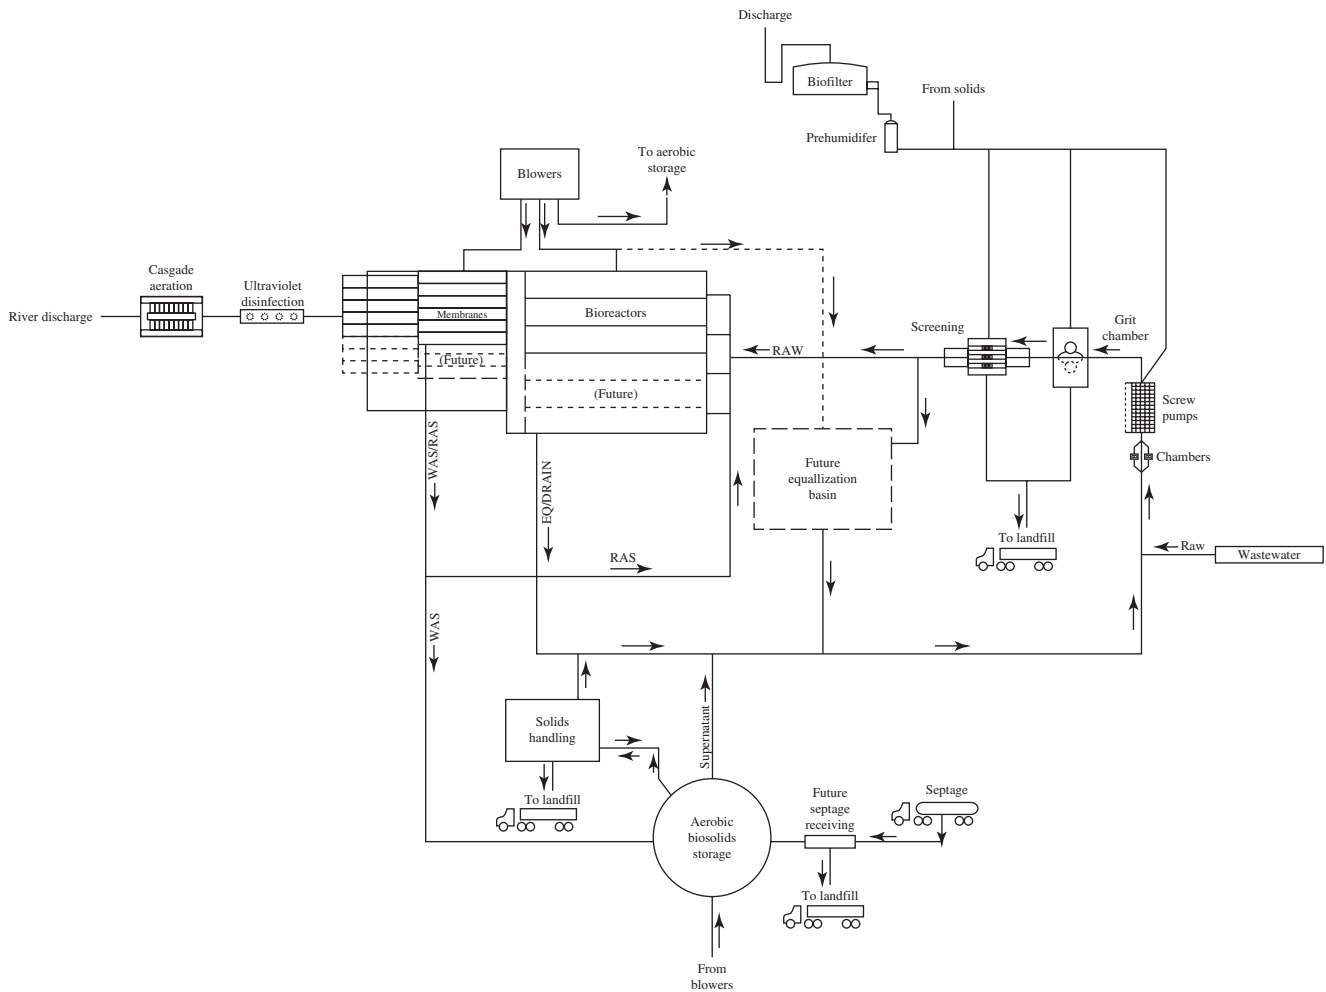 Discharge
Biofilter
From solids
Prehumidifer
To aerobic
storage
Blowers
Casgade
aeration
Ultraviolet
disinfection
River discharge
Membranes
Bioreactors
(Future)
(Future)
RAW
Screening
Grit
chamber
Screw
pumps
Chambers
WAS/RAS
EQ/DRAIN
Future
equallization
basin
To landfill
Raw
Wastewater
RAS
WAS
Solids
handling
To landfill
Supernatant
Aerobic
biosolids
storage
Future
septage
receiving
Septage
To landfill
From
blowers